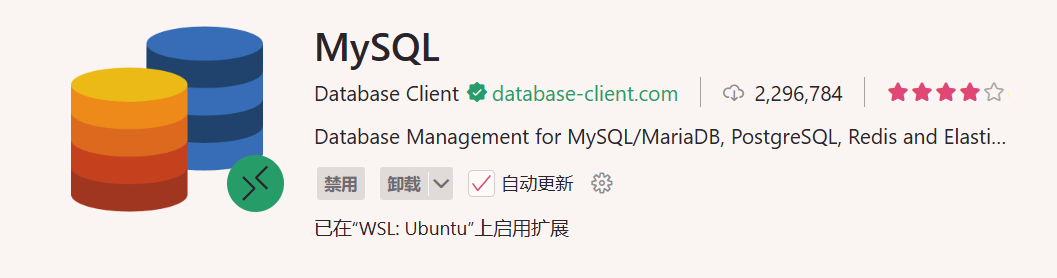 MySQL
Database Client database-client.com 2,296,784
Database Management for MySQL/MariaDB, PostgreSQL, Redis and Elasti...
禁用 卸载 自动更新
已在“WSL: Ubuntu”上启用扩展